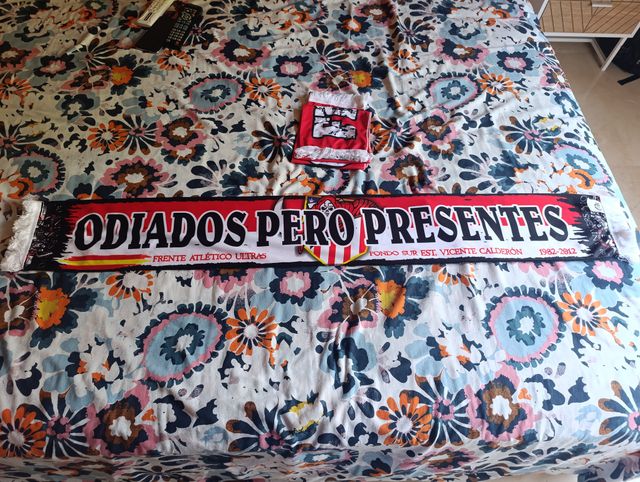 ODIADOS PERO PRESENTES
FRENTE ATLÉTICO ULTRAS FONDO SUR EST. VICENTE CALDERÓN 1982-2012